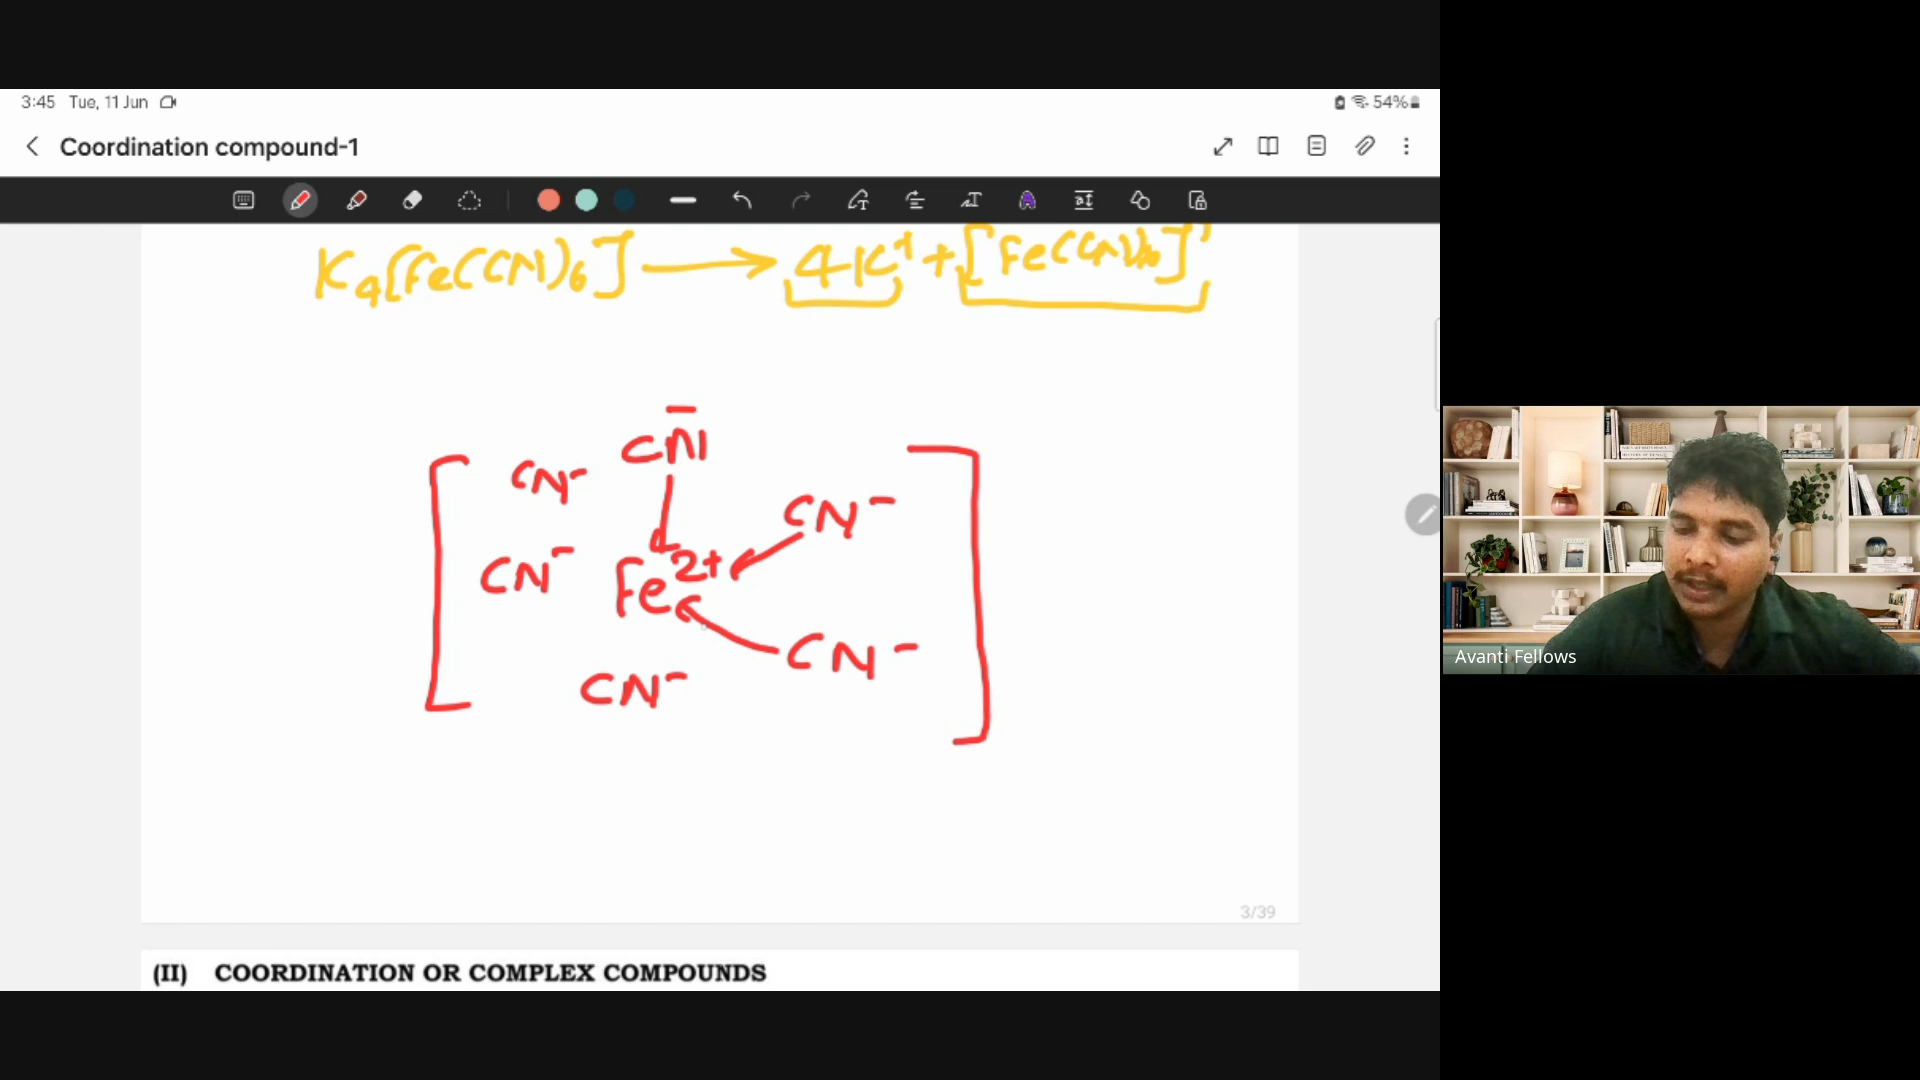 3:45 Tue, 11 Jun 54%
Coordination compound-1
K4[Fe(CN)6] → 4K+ + [Fe(CN)6]
CN-
CN-
CN-
CN- Fe2+
CN-
CN-
3/39
(II) COORDINATION OR COMPLEX COMPOUNDS
Avanti Fellows